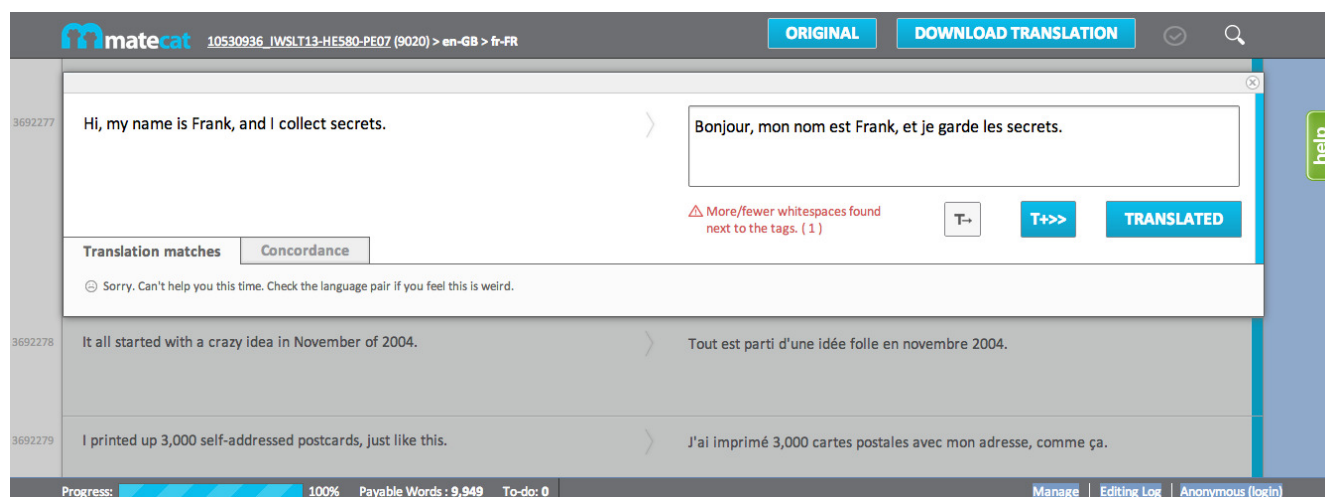 matecat 10530936_IWSLT13-HE580-PE07 (9020) > en-GB > fr-FR ORIGINAL DOWNLOAD TRANSLATION
3692277 Hi, my name is Frank, and I collect secrets. Bonjour, mon nom est Frank, et je garde les secrets.
help
More/fewer whitespaces found
next to the tags. ( 1 )
T→ T+>> TRANSLATED
Translation matches Concordance
Sorry. Can't help you this time. Check the language pair if you feel this is weird.
3692278 It all started with a crazy idea in November of 2004. Tout est parti d'une idée folle en novembre 2004.
3692279 I printed up 3,000 self-addressed postcards, just like this. J'ai imprimé 3,000 cartes postales avec mon adresse, comme ça.
Progress: 100% Payable Words : 9,949 To-do: 0 Manage | Editing Log | Anonymous (login)